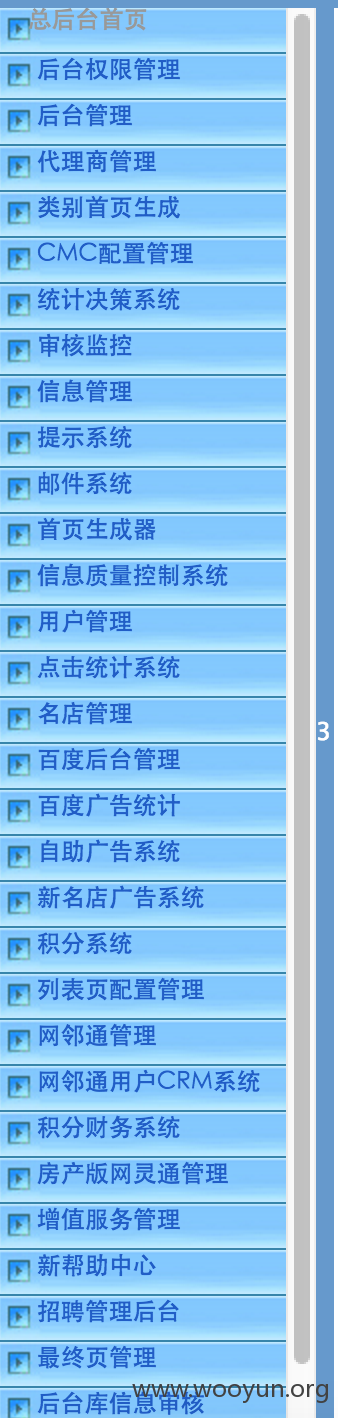 总后台首页
后台权限管理
后台管理
代理商管理
类别首页生成
CMC配置管理
统计决策系统
审核监控
信息管理
提示系统
邮件系统
首页生成器
信息质量控制系统
用户管理
点击统计系统
名店管理
3
百度后台管理
百度广告统计
自助广告系统
新名店广告系统
积分系统
列表页配置管理
网邻通管理
网邻通用户CRM系统
积分财务系统
房产版网灵通管理
增值服务管理
新帮助中心
招聘管理后台
最终页管理
www.wooyun.org
后台库信息审核